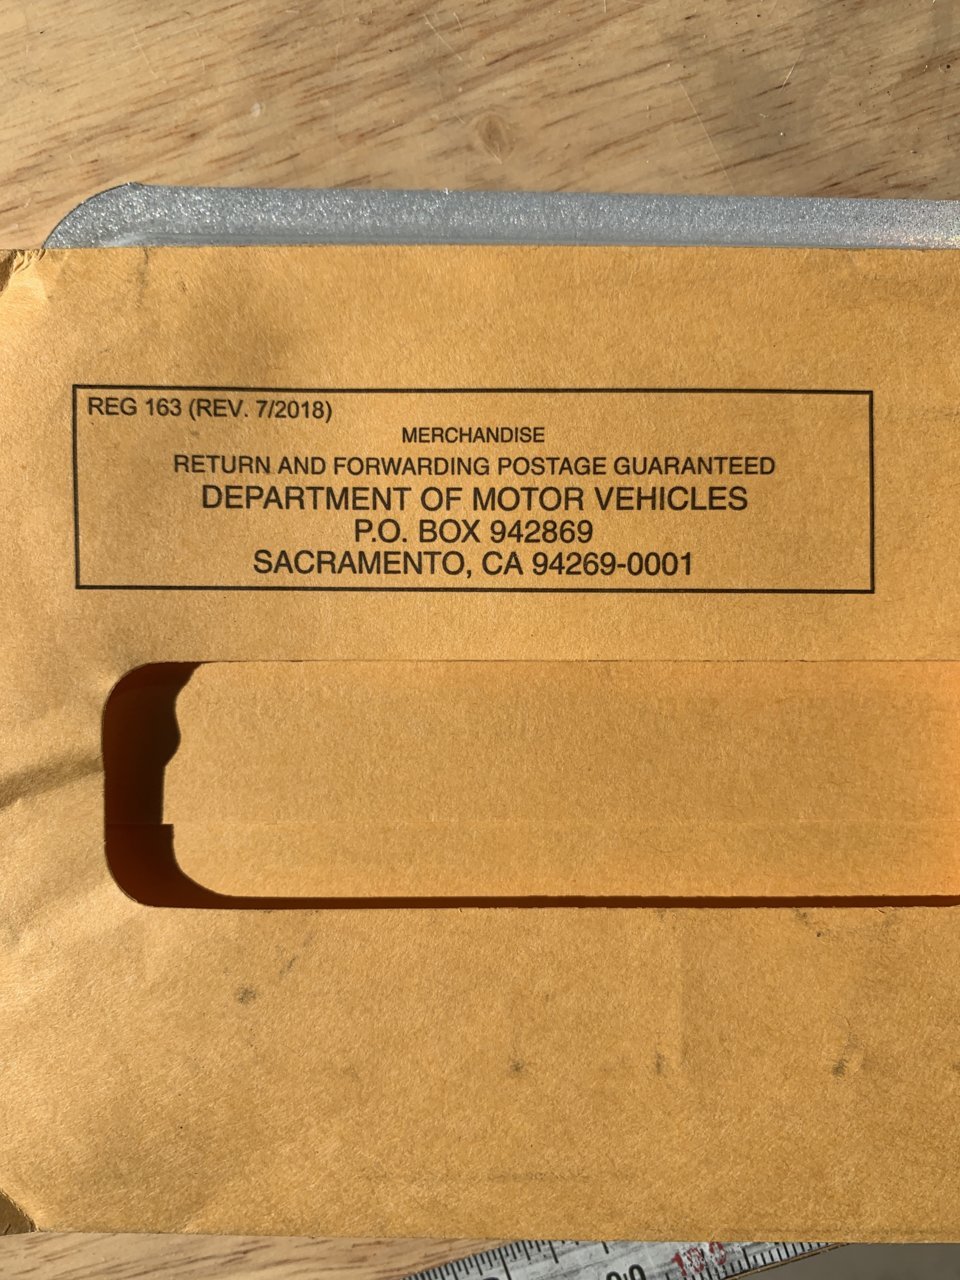 REG 163 (REV. 7/2018)
MERCHANDISE
RETURN AND FORWARDING POSTAGE GUARANTEED
DEPARTMENT OF MOTOR VEHICLES
P.O. BOX 942869
SACRAMENTO, CA 94269-0001